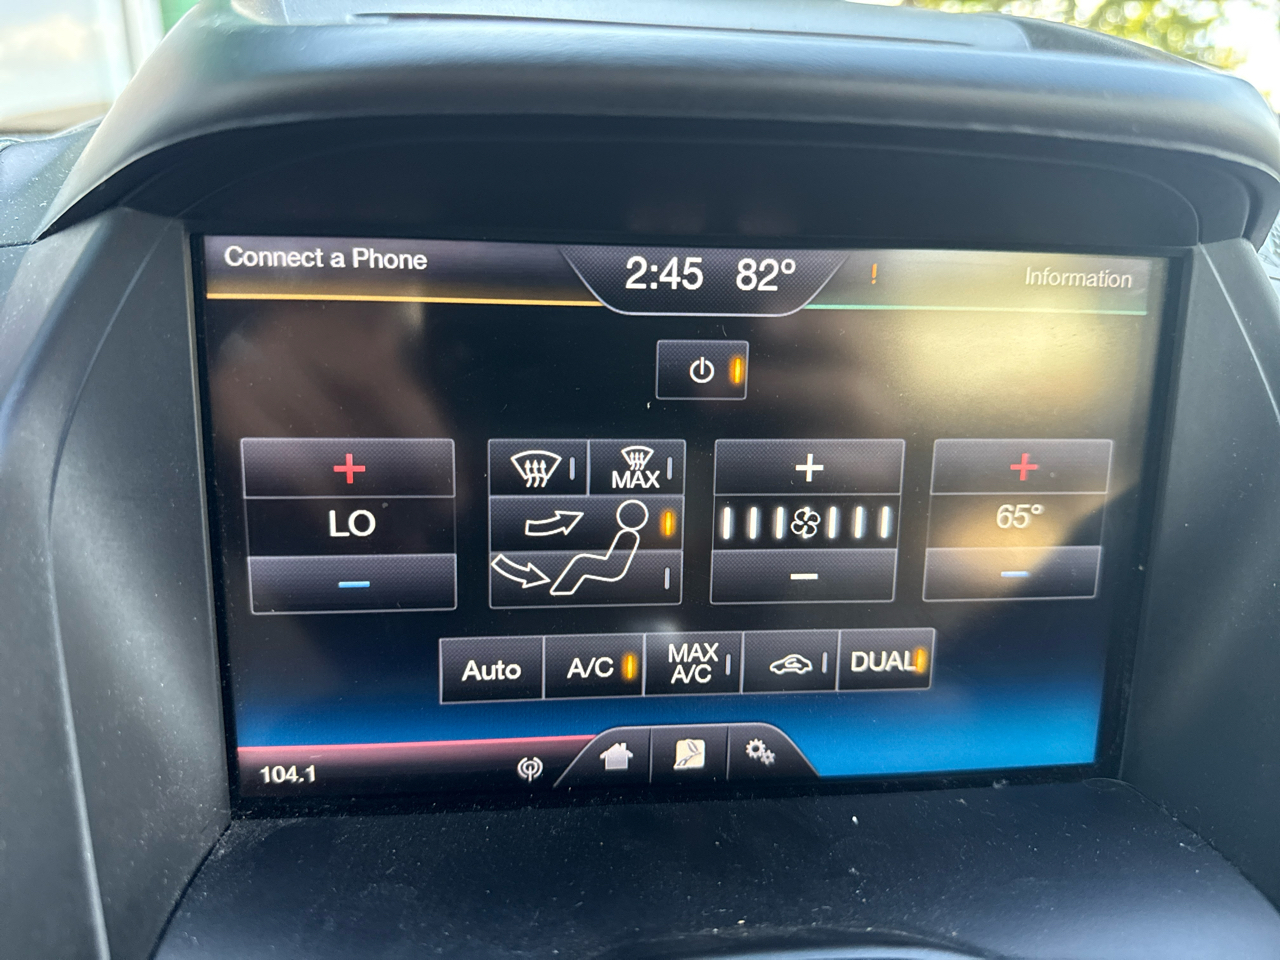 Connect a Phone
2:45 82°
!
Information
+
+
+
MAX
LO
65°
−
−
−
Auto
A/C
MAX
A/C
DUAL
104.1